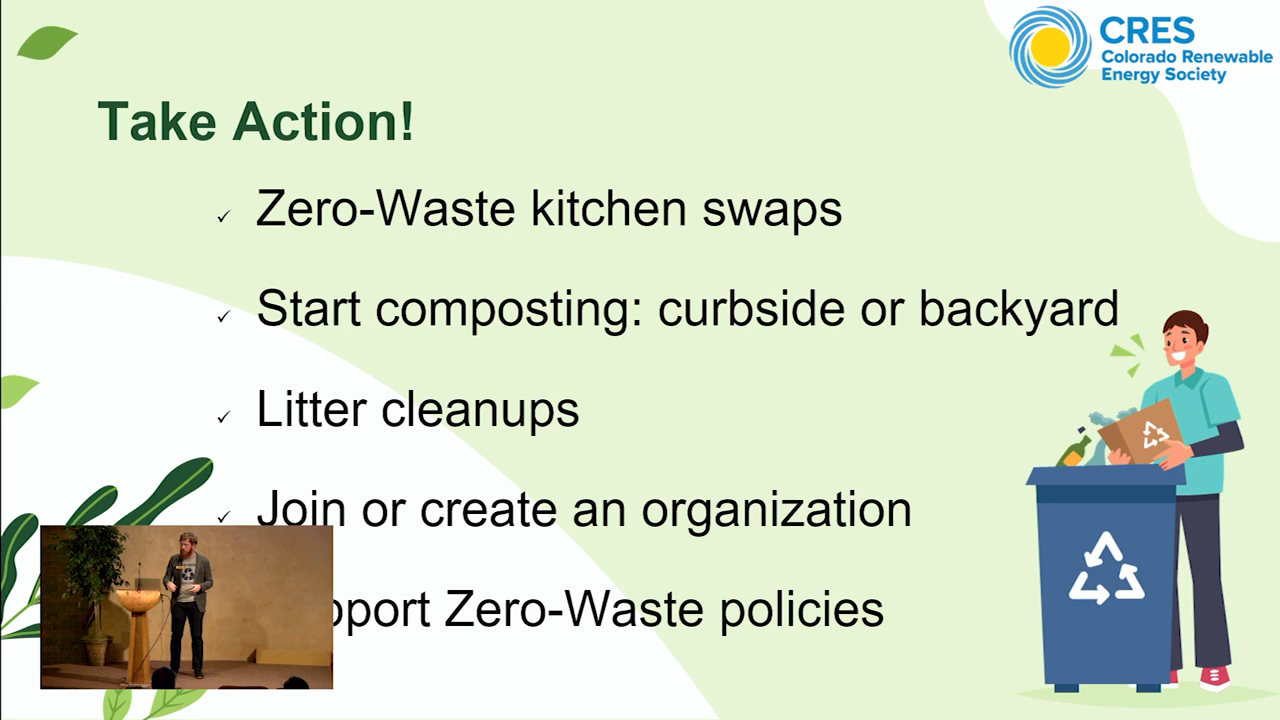 CRES
Colorado Renewable
Energy Society
Take Action!
✓ Zero-Waste kitchen swaps
✓ Start composting: curbside or backyard
✓ Litter cleanups
✓ Join or create an organization
Zero-Waste policies